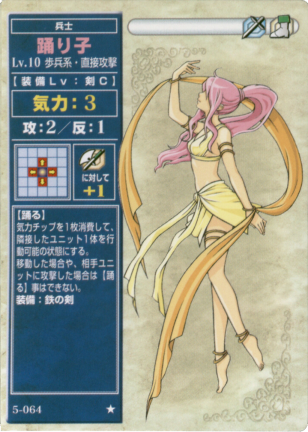 兵士
踊り子
Lv.10 歩兵系・直接攻撃
【装備Lv：剣C】
気力：3
攻：2／反：1
に対して
+1
【踊る】
気力チップを1枚消費して、
隣接したユニット1体を行
動可能の状態にする。
移動した場合や、相手ユニ
ットに攻撃した場合は【踊
る】事はできない。
装備：鉄の剣
5-064
★